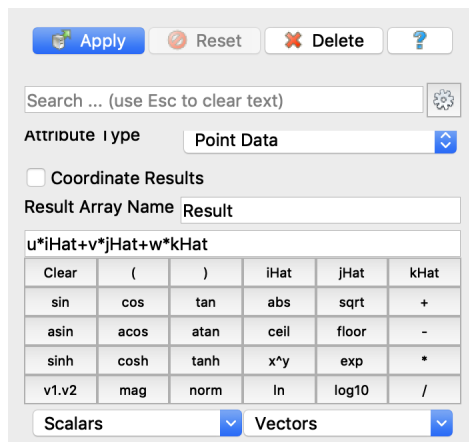 Apply Reset Delete ?
Search ... (use Esc to clear text)
Attribute Type Point Data
Coordinate Results
Result Array Name Result
u*iHat+v*jHat+w*kHat
Clear ( ) iHat jHat kHat
sin cos tan abs sqrt +
asin acos atan ceil floor -
sinh cosh tanh x^y exp *
v1.v2 mag norm ln log10 /
Scalars Vectors